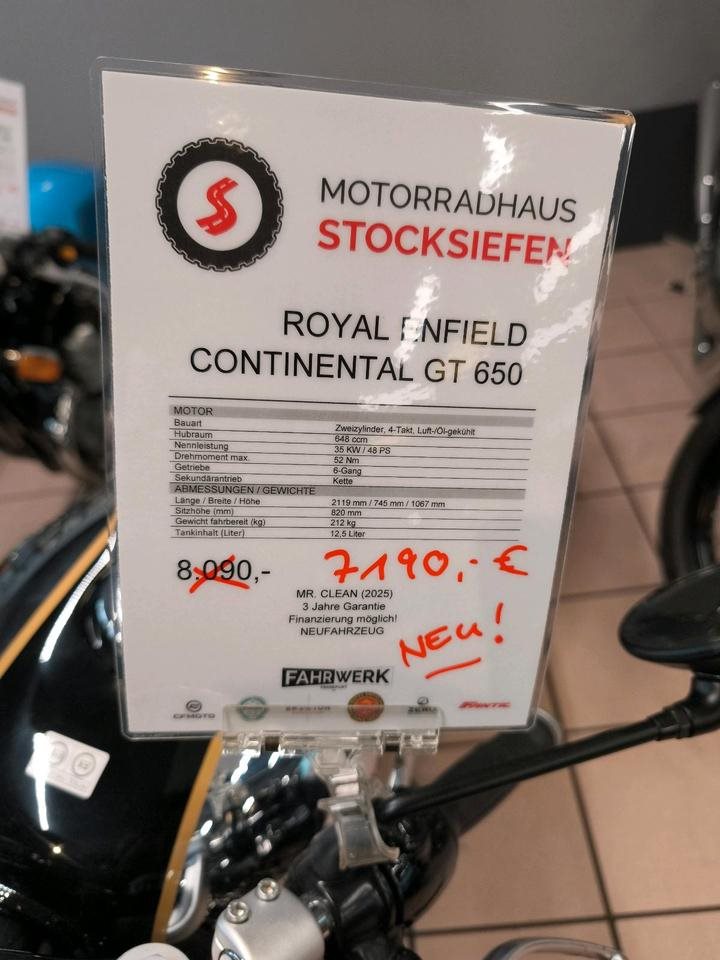 MOTORRADHAUS
STOCKSIEFEN
ROYAL ENFIELD
CONTINENTAL GT 650
MOTOR
Bauart Zweizylinder, 4-Takt, Luft-/Öl-gekühlt
Hubraum 648 ccm
Nennleistung 35 KW / 48 PS
Drehmoment max. 52 Nm
Getriebe 6-Gang
Sekundärantrieb Kette
ABMESSUNGEN / GEWICHTE
Länge / Breite / Höhe 2119 mm / 745 mm / 1067 mm
Sitzhöhe (mm) 820 mm
Gewicht fahrbereit (kg) 212 kg
Tankinhalt (Liter) 12,5 Liter
8.090,- 7190,- €
MR. CLEAN (2025)
3 Jahre Garantie
Finanzierung möglich!
NEUFAHRZEUG
NEU!
FAHRWERK
CFMOTO
FANTIC